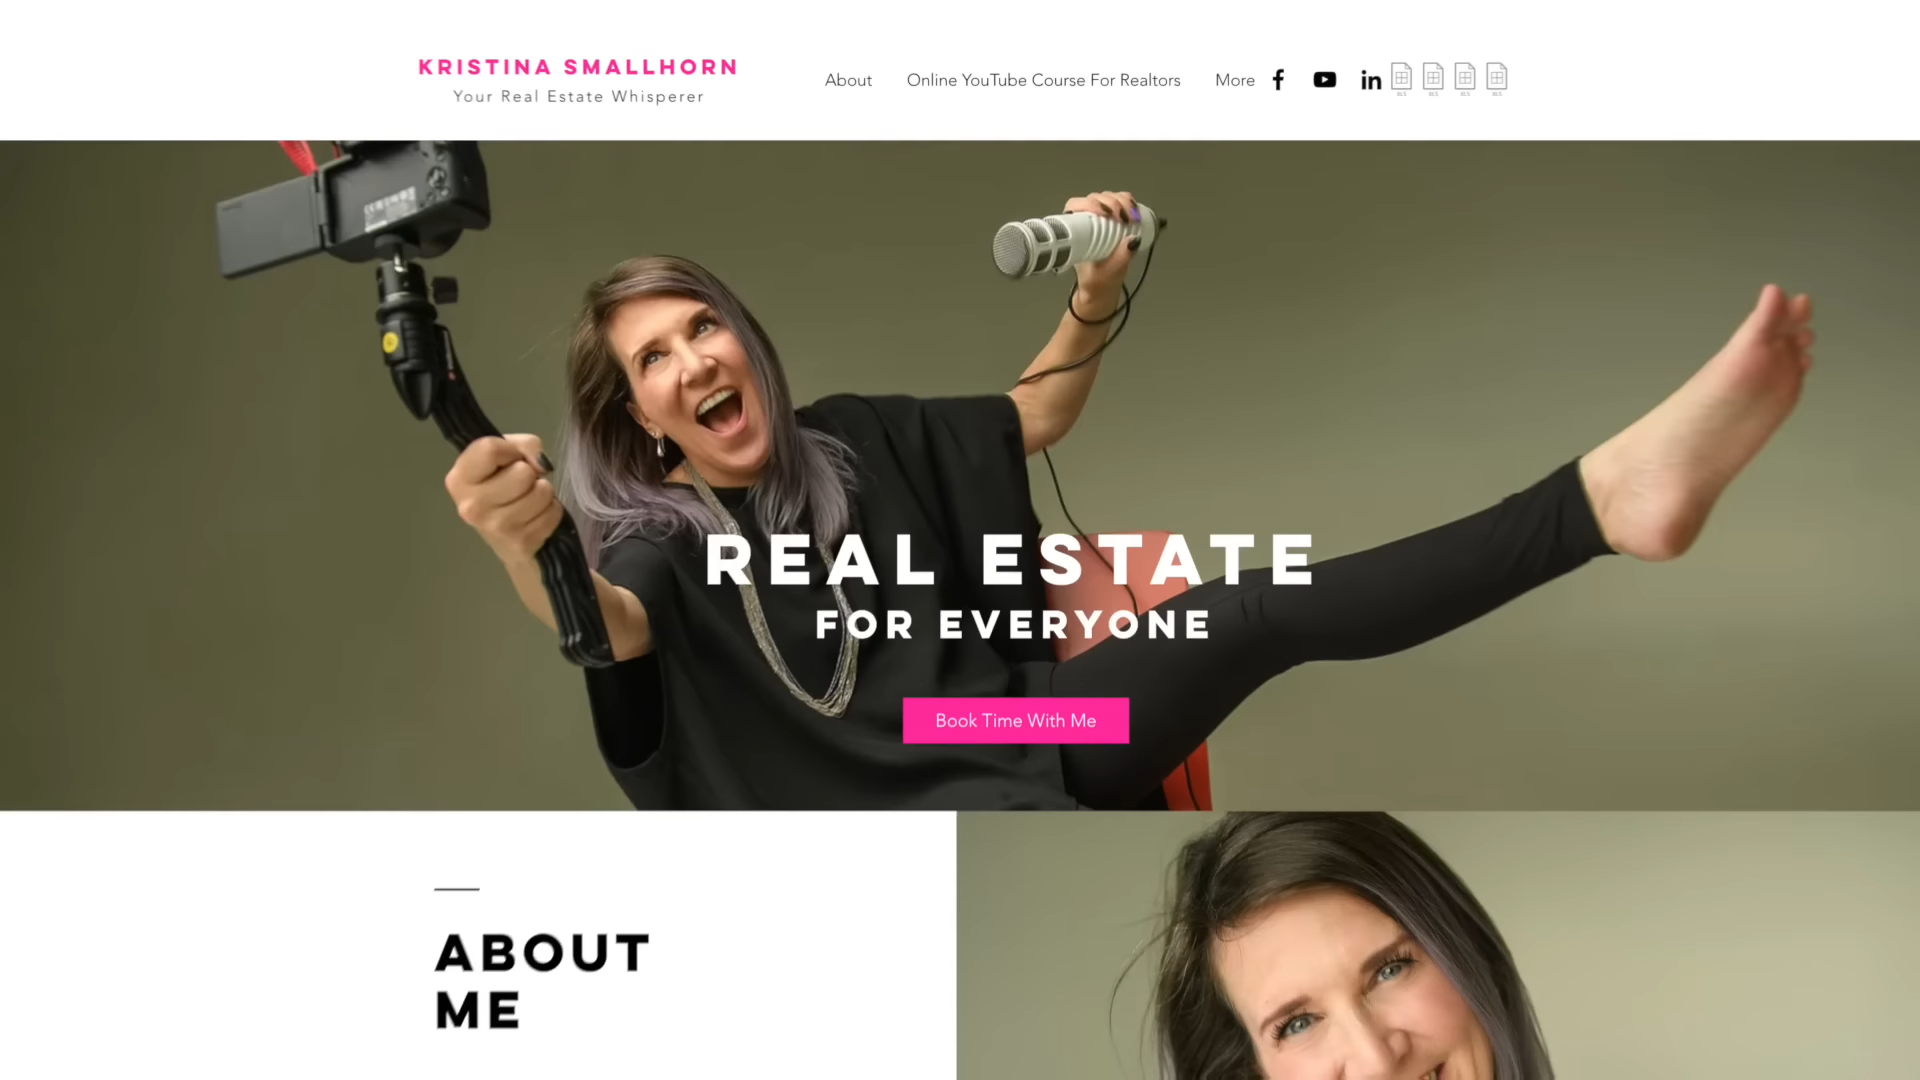 KRISTINA SMALLHORN
Your Real Estate Whisperer
About
Online YouTube Course For Realtors
More
REAL ESTATE
FOR EVERYONE
Book Time With Me
ABOUT
ME